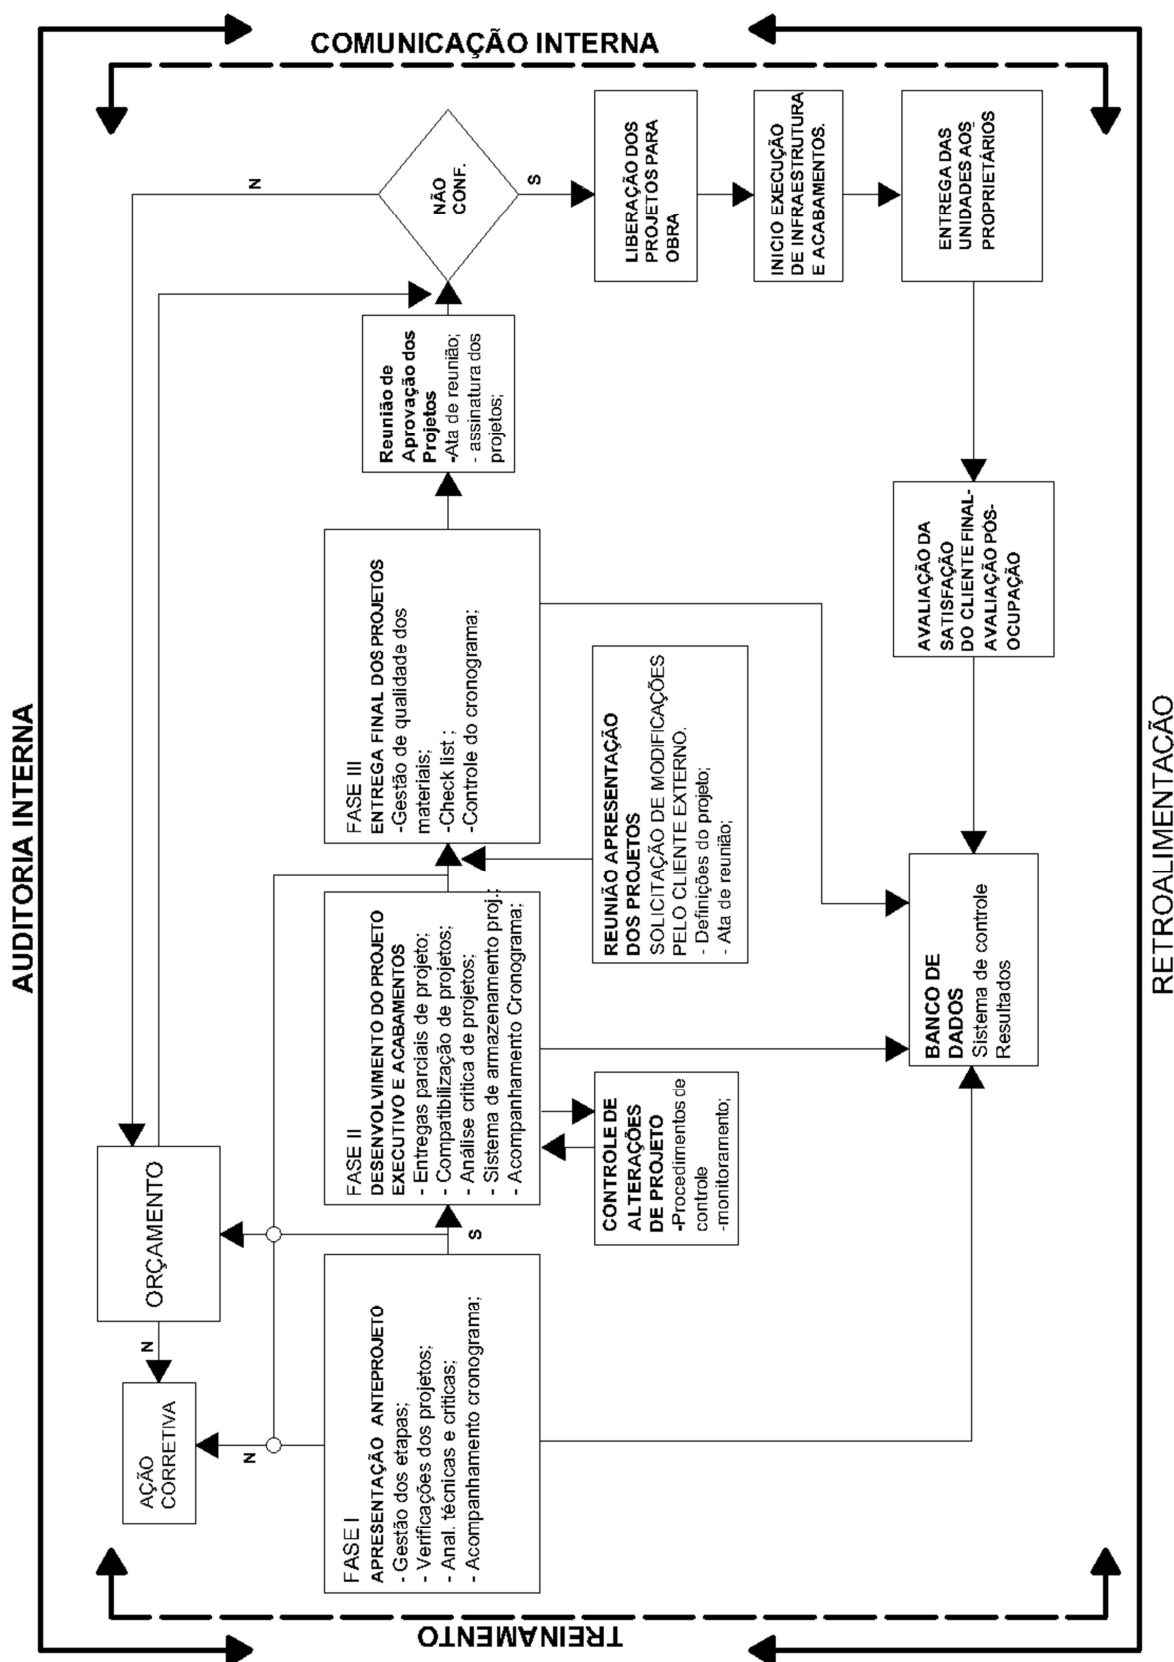 AUDITORIA INTERNA
TREINAMENTO
COMUNICAÇÃO INTERNA
RETROALIMENTAÇÃO
AÇÃO
CORRETIVA
N
ORÇAMENTO
N
N
FASE I
APRESENTAÇÃO ANTEPROJETO
- Gestão dos etapas;
- Verificações dos projetos;
- Anal. técnicas e criticas;
- Acompanhamento cronograma;
S
FASE II
DESENVOLVIMENTO DO PROJETO
EXECUTIVO E ACABAMENTOS
- Entregas parciais de projeto;
- Compatibilização de projetos;
- Análise critica de projetos;
- Sistema de armazenamento proj.;
- Acompanhamento Cronograma;
FASE III
ENTREGA FINAL DOS PROJETOS
-Gestão de qualidade dos
materiais;
-Check list ;
-Controle do cronograma;
Reunião de
Aprovação dos
Projetos
-Ata de reunião;
- assinatura dos
projetos;
NÃO
CONF.
N
S
CONTROLE DE
ALTERAÇÕES
DE PROJETO
-Procedimentos de
controle
-monitoramento;
REUNIÃO APRESENTAÇÃO
DOS PROJETOS
SOLICITAÇÃO DE MODIFICAÇÕES
PELO CLIENTE EXTERNO.
- Definições do projeto;
- Ata de reunião;
LIBERAÇÃO DOS
PROJETOS PARA
OBRA
INICIO EXECUÇÃO
DE INFRAESTRUTURA
E ACABAMENTOS.
ENTREGA DAS
UNIDADES AOS
PROPRIETÁRIOS
AVALIAÇÃO DA
SATISFAÇÃO
DO CLIENTE FINAL-
AVALIAÇÃO PÓS-
OCUPAÇÃO
BANCO DE
DADOS
Sistema de controle
Resultados